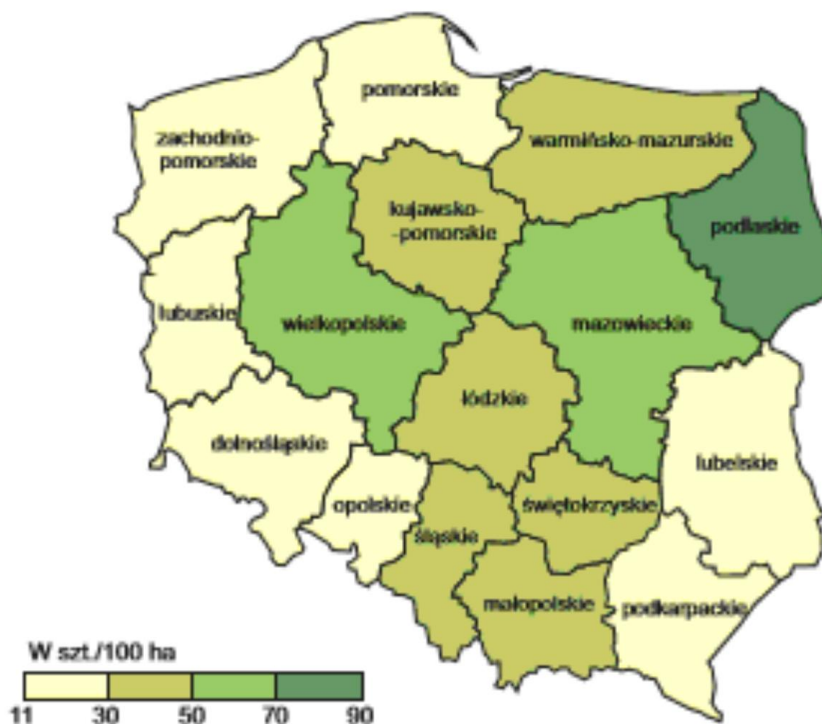 pomorskie
zachodnio-
pomorskie
warmińsko-mazurskie
kujawsko-
-pomorskie
podlaskie
lubuskie
wielkopolskie
mazowieckie
łódzkie
dolnośląskie
lubelskie
opolskie
świętokrzyskie
śląskie
małopolskie
podkarpackie
W szt./100 ha
11 30 50 70 90